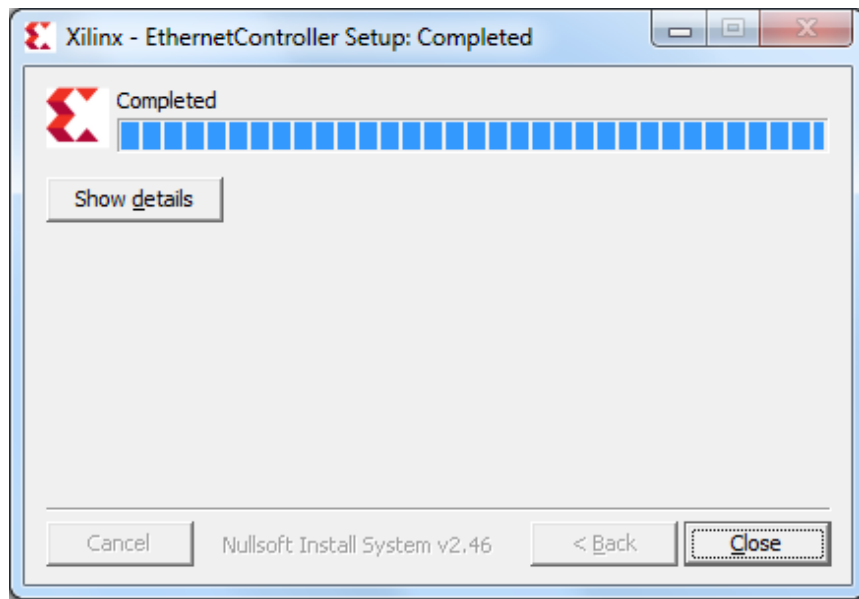 Xilinx - EthernetController Setup: Completed
Completed
Show details
Cancel
Nullsoft Install System v2.46
< Back
Close